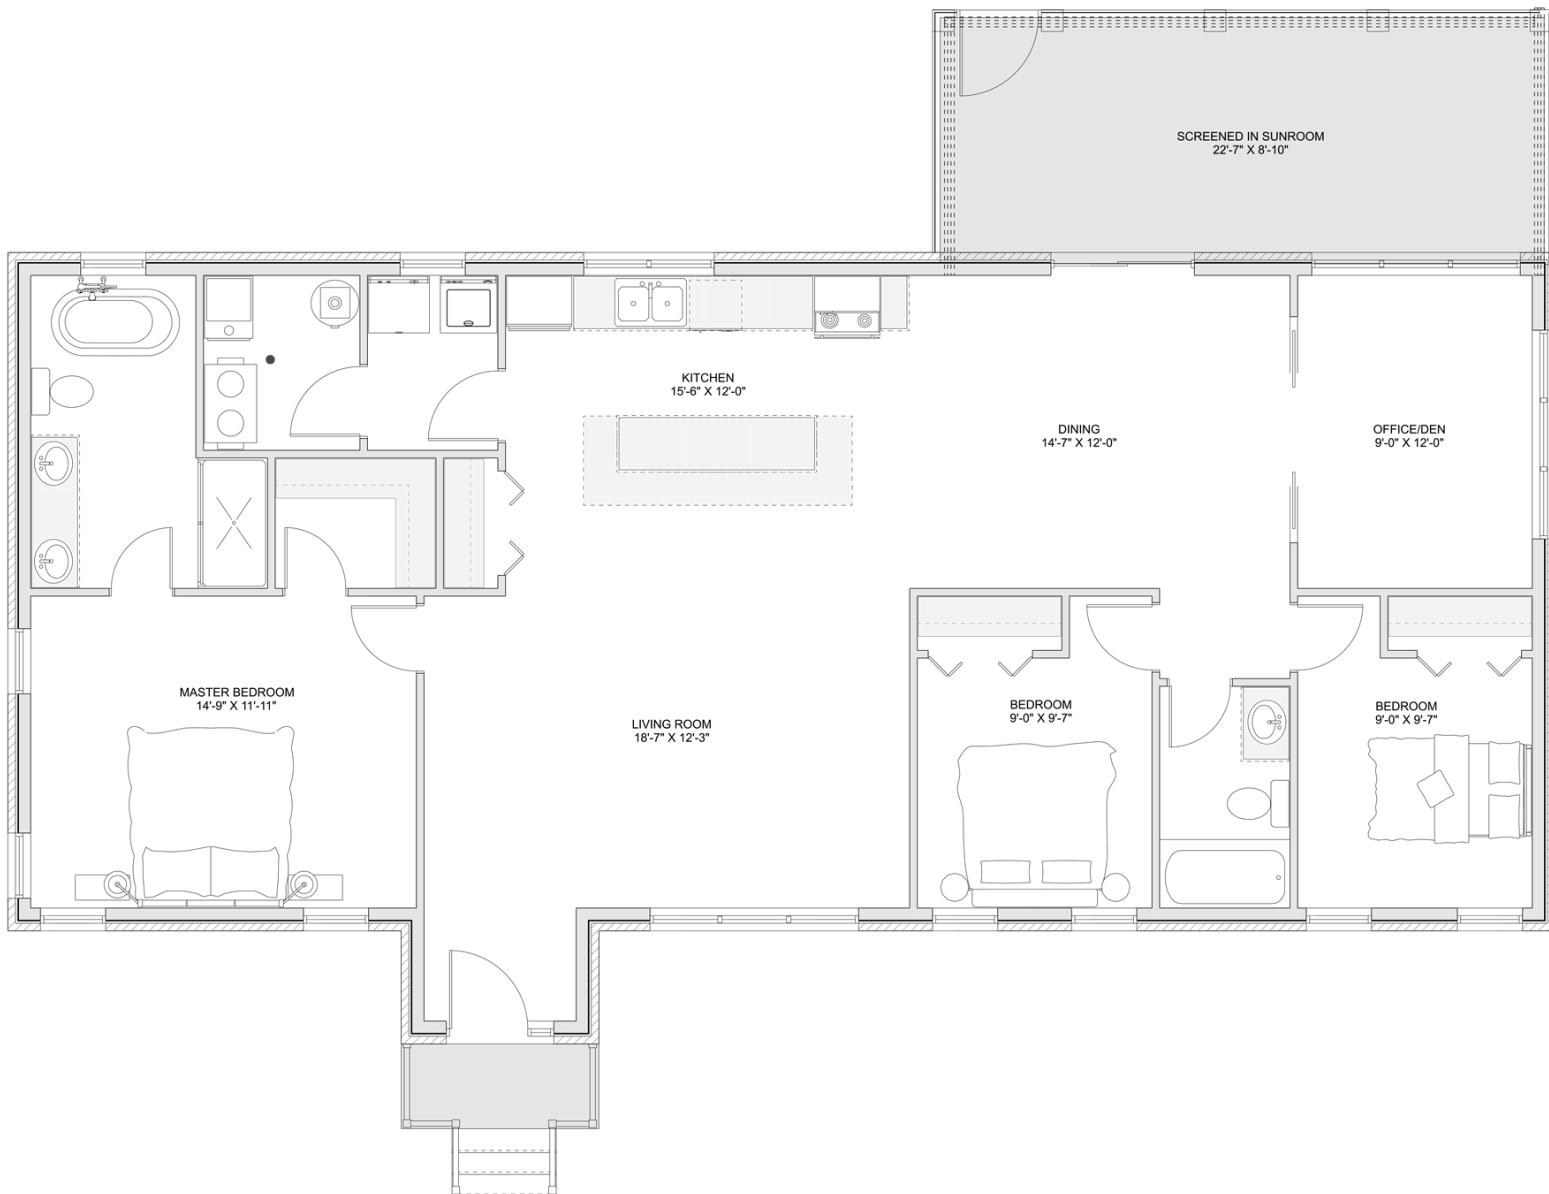 SCREENED IN SUNROOM
22'-7" X 8'-10"
KITCHEN
15'-6" X 12'-0"
DINING
14'-7" X 12'-0"
OFFICE/DEN
9'-0" X 12'-0"
MASTER BEDROOM
14'-9" X 11'-11"
LIVING ROOM
18'-7" X 12'-3"
BEDROOM
9'-0" X 9'-7"
BEDROOM
9'-0" X 9'-7"